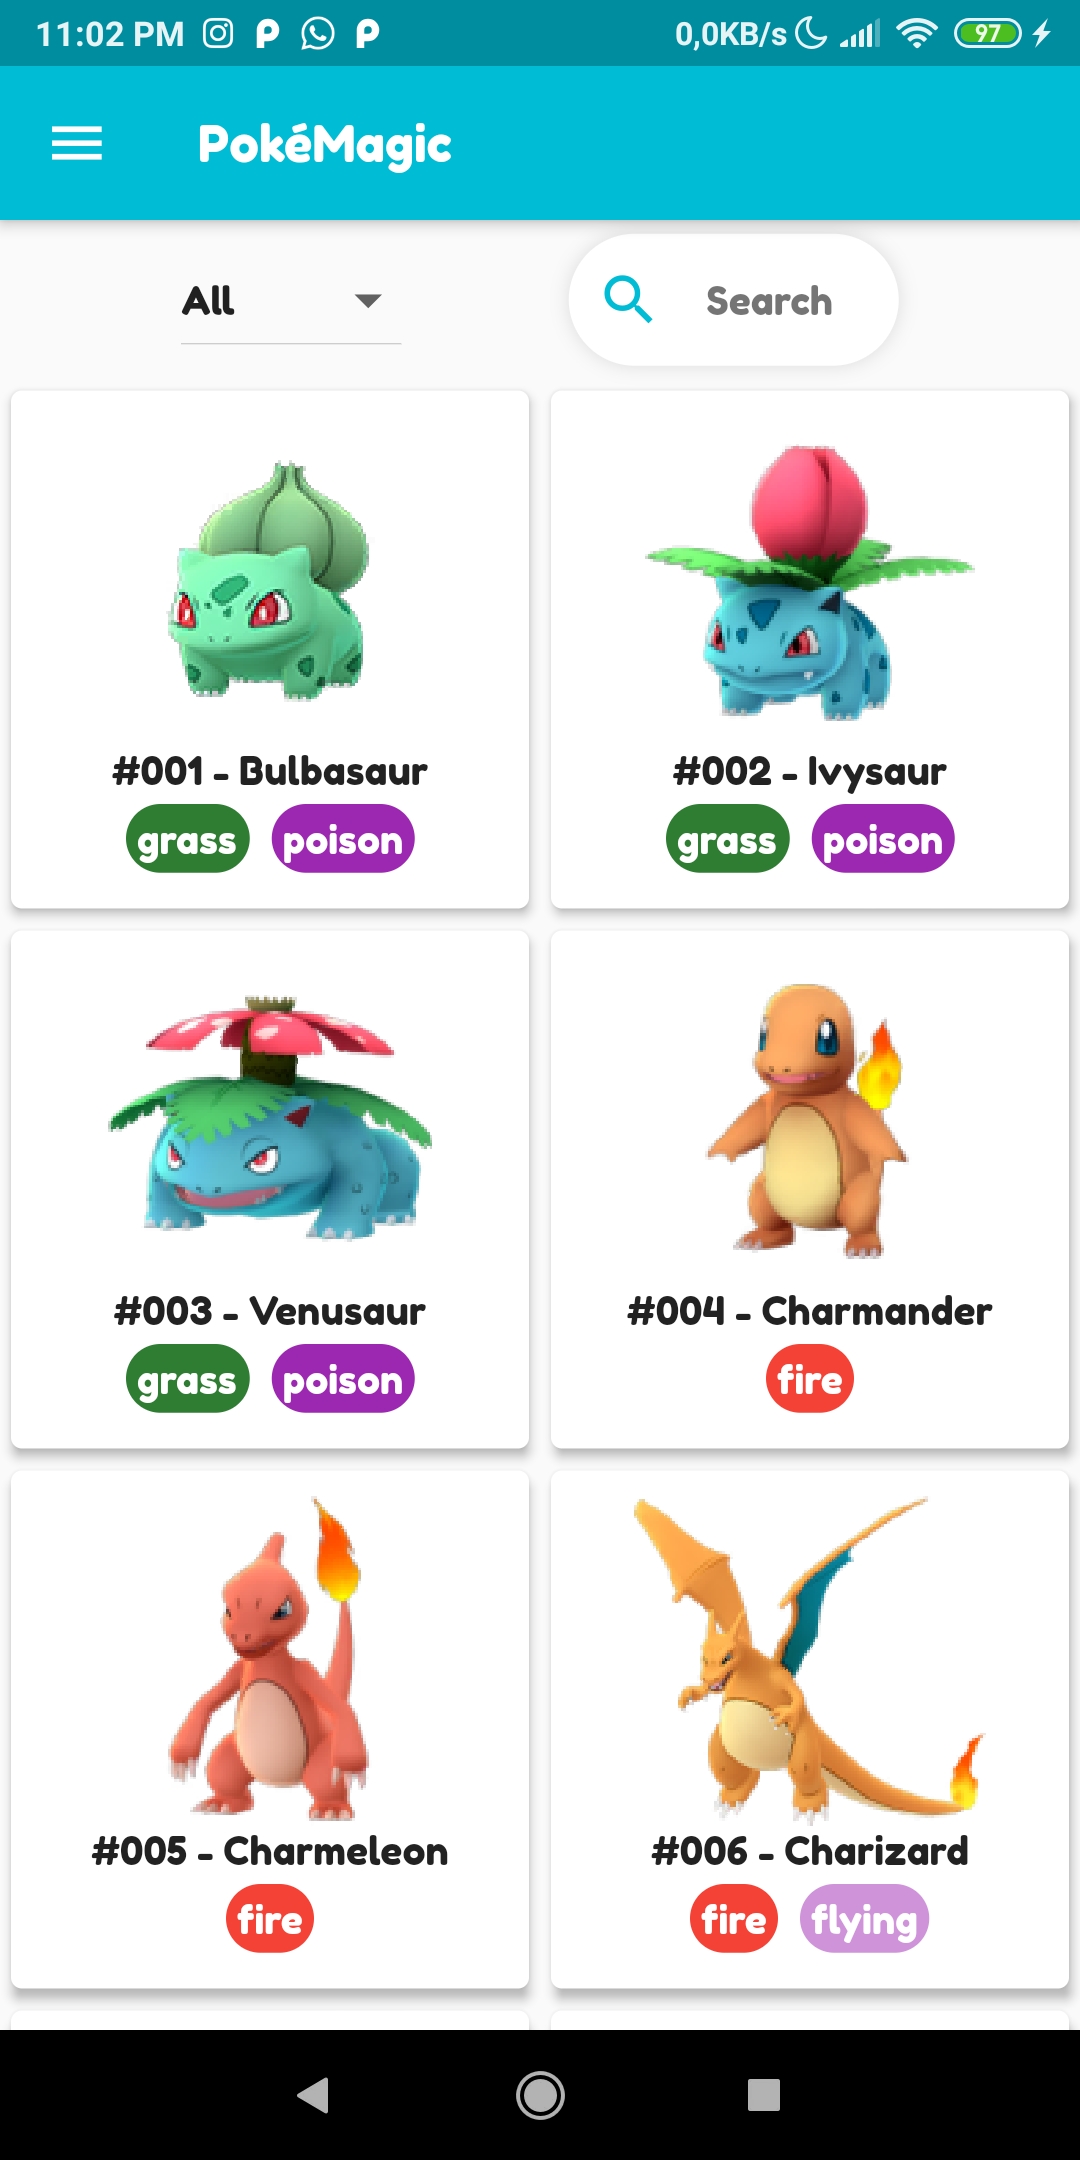 11:02 PM 0,0KB/s 97
PokéMagic
All Search
#001 - Bulbasaur
grass poison
#002 - Ivysaur
grass poison
#003 - Venusaur
grass poison
#004 - Charmander
fire
#005 - Charmeleon
fire
#006 - Charizard
fire flying